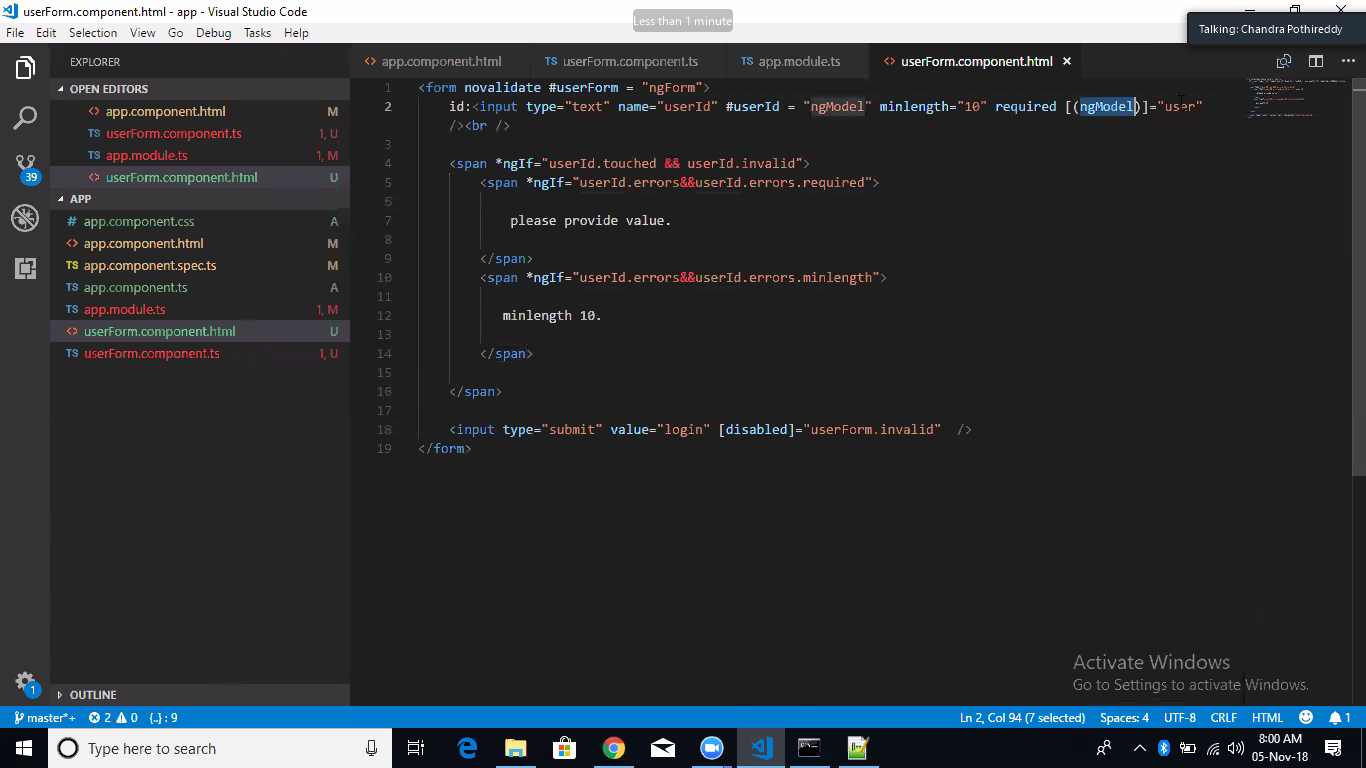 userForm.component.html - app - Visual Studio Code
Less than 1 minute
Talking: Chandra Pothireddy
File Edit Selection View Go Debug Tasks Help
EXPLORER
app.component.html TS userForm.component.ts TS app.module.ts userForm.component.html
OPEN EDITORS
app.component.html M
TS userForm.component.ts 1, U
TS app.module.ts 1, M
userForm.component.html U
APP
# app.component.css A
app.component.html M
TS app.component.spec.ts M
TS app.component.ts A
TS app.module.ts 1, M
userForm.component.html U
TS userForm.component.ts 1, U
OUTLINE
39
1
1 <form novalidate #userForm = "ngForm">
2 id:<input type="text" name="userId" #userId = "ngModel" minlength="10" required [(ngModel)]="user"
/><br />
3
4 <span *ngIf="userId.touched && userId.invalid">
5 <span *ngIf="userId.errors&&userId.errors.required">
6
7 please provide value.
8
9 </span>
10 <span *ngIf="userId.errors&&userId.errors.minlength">
11
12 minlength 10.
13
14 </span>
15
16 </span>
17
18 <input type="submit" value="login" [disabled]="userForm.invalid" />
19 </form>
Activate Windows
Go to Settings to activate Windows.
master*+ 2 0 {..} : 9 Ln 2, Col 94 (7 selected) Spaces: 4 UTF-8 CRLF HTML 1
Type here to search
8:00 AM
05-Nov-18